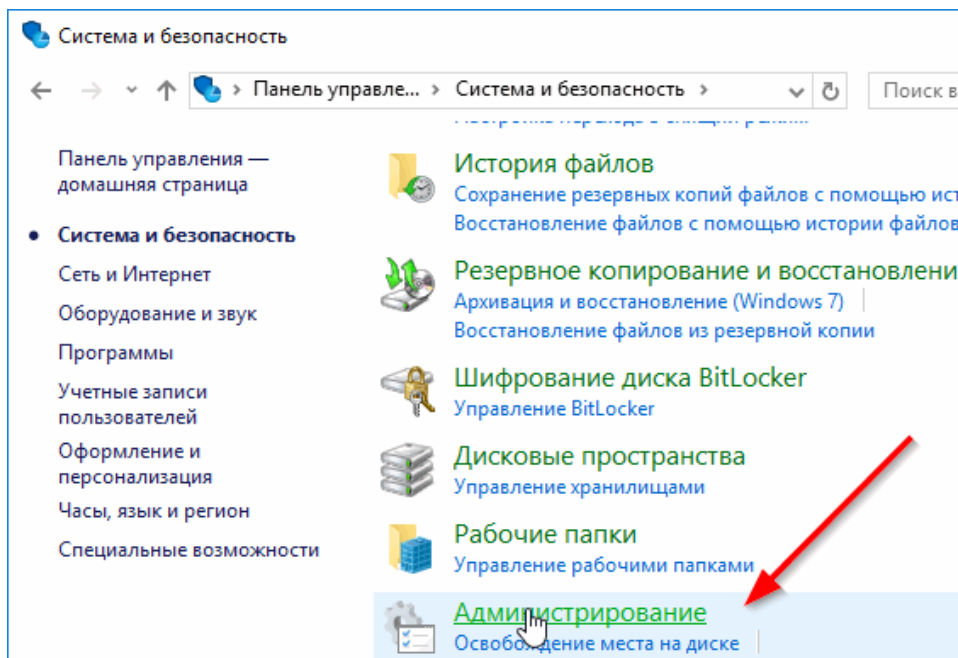 Система и безопасность
Панель управле... Система и безопасность
Поиск в
Панель управления —
домашняя страница
Система и безопасность
Сеть и Интернет
Оборудование и звук
Программы
Учетные записи
пользователей
Оформление и
персонализация
Часы, язык и регион
Специальные возможности
История файлов
Сохранение резервных копий файлов с помощью ист
Восстановление файлов с помощью истории файлов
Резервное копирование и восстановлени
Архивация и восстановление (Windows 7)
Восстановление файлов из резервной копии
Шифрование диска BitLocker
Управление BitLocker
Дисковые пространства
Управление хранилищами
Рабочие папки
Управление рабочими папками
Администрирование
Освобождение места на диске